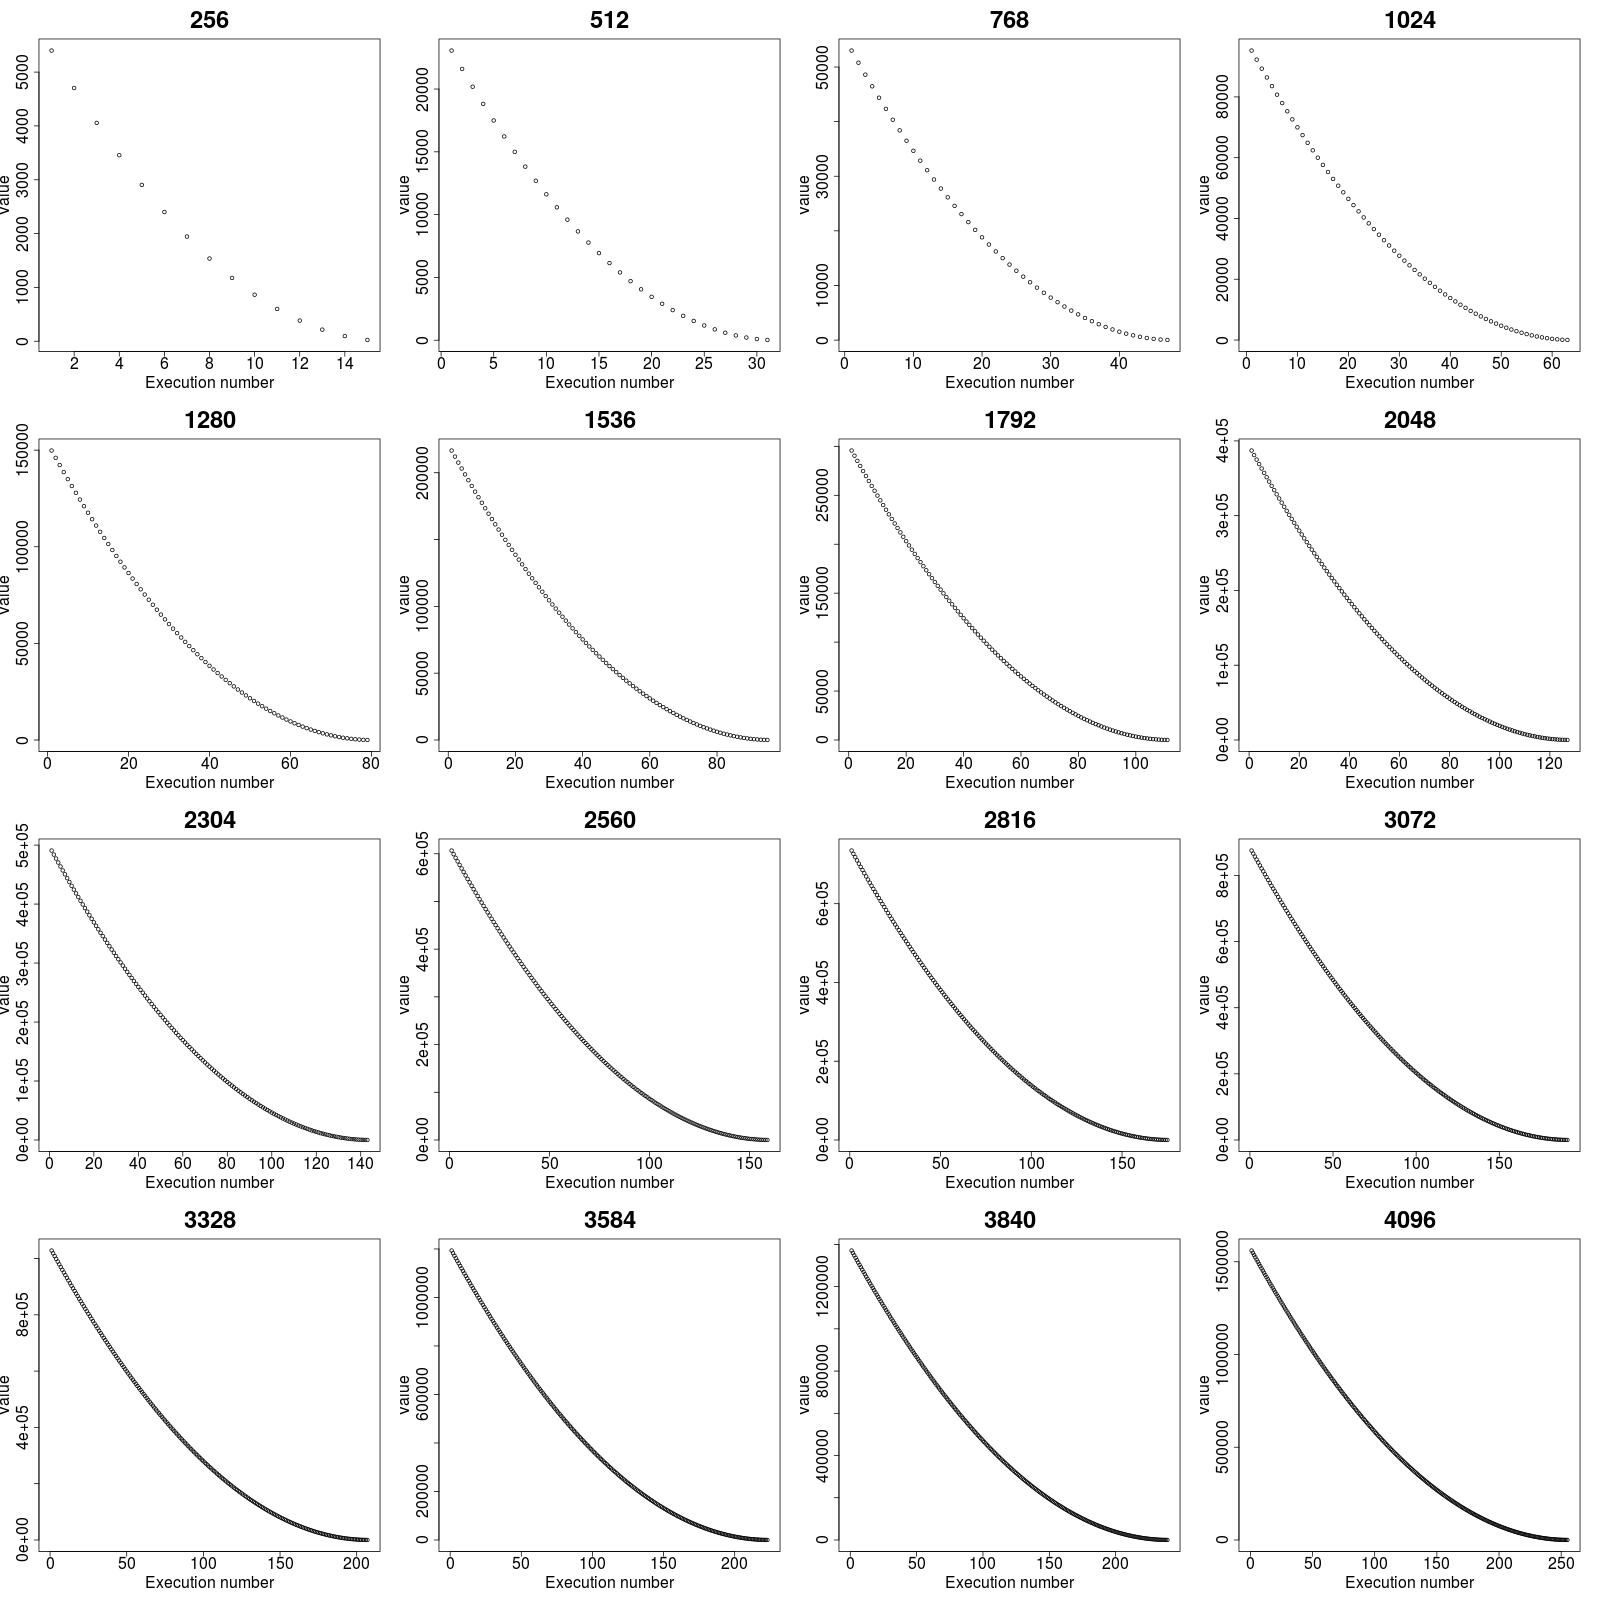 256 512 768 1024
value 0 1000 2000 3000 4000 5000
2 4 6 8 10 12 14
Execution number
value 0 5000 10000 15000 20000
0 5 10 15 20 25 30
Execution number
value 0 10000 30000 50000
0 10 20 30 40
Execution number
value 0 20000 40000 60000 80000
0 10 20 30 40 50 60
Execution number
1280 1536 1792 2048
value 0 50000 100000 150000
0 20 40 60 80
Execution number
value 0 50000 100000 200000
0 20 40 60 80
Execution number
value 0 50000 150000 250000
0 20 40 60 80 100
Execution number
value 0e+00 1e+05 2e+05 3e+05 4e+05
0 20 40 60 80 100 120
Execution number
2304 2560 2816 3072
value 0e+00 1e+05 2e+05 3e+05 4e+05 5e+05
0 20 40 60 80 100 120 140
Execution number
value 0e+00 2e+05 4e+05 6e+05
0 50 100 150
Execution number
value 0e+00 2e+05 4e+05 6e+05
0 50 100 150
Execution number
value 0e+00 2e+05 4e+05 6e+05 8e+05
0 50 100 150
Execution number
3328 3584 3840 4096
value 0e+00 4e+05 8e+05
0 50 100 150 200
Execution number
value 0 200000 600000 1000000
0 50 100 150 200
Execution number
value 0 400000 800000 1200000
0 50 100 150 200
Execution number
value 0 500000 1000000 1500000
0 50 100 150 200 250
Execution number